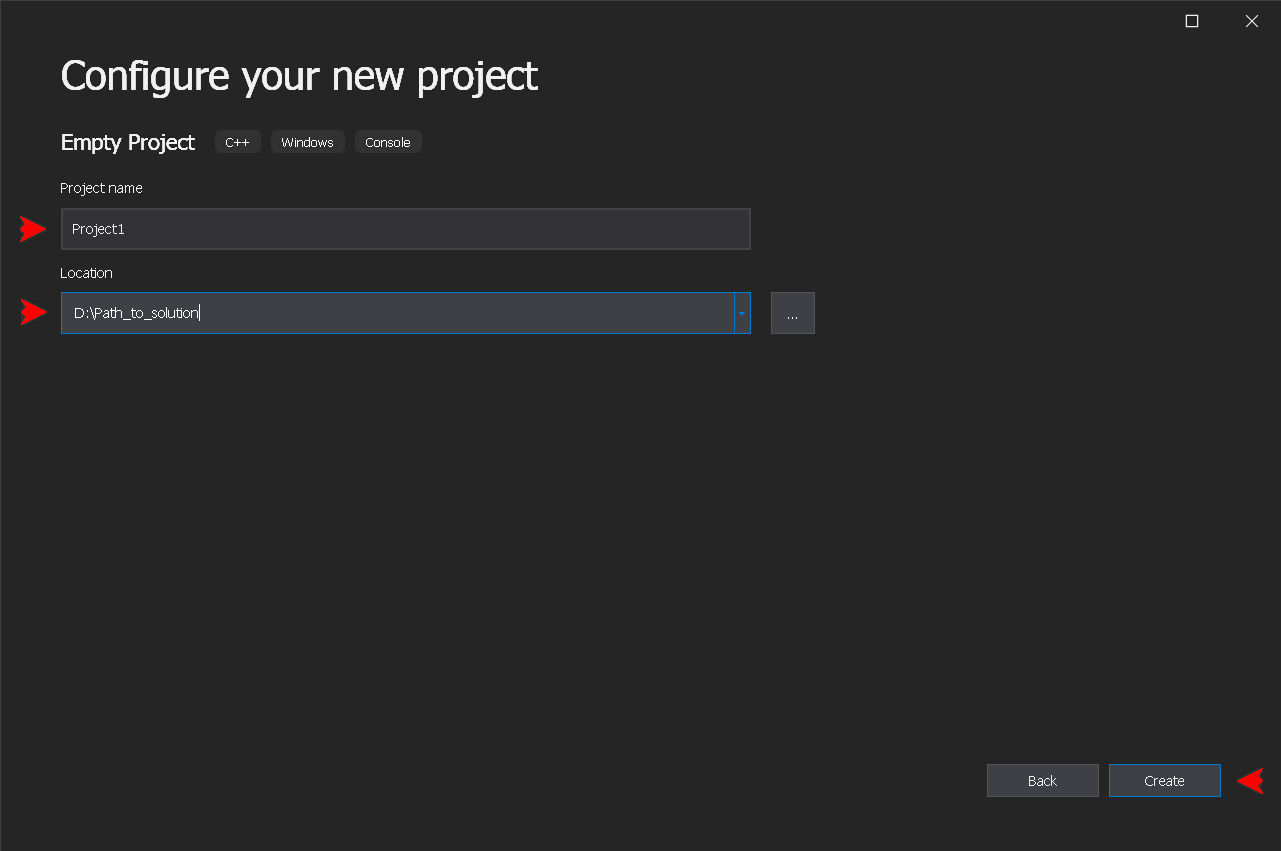 Configure your new project
Empty Project C++ Windows Console
Project name
Project1
Location
D:\Path_to_solution
...
Back Create